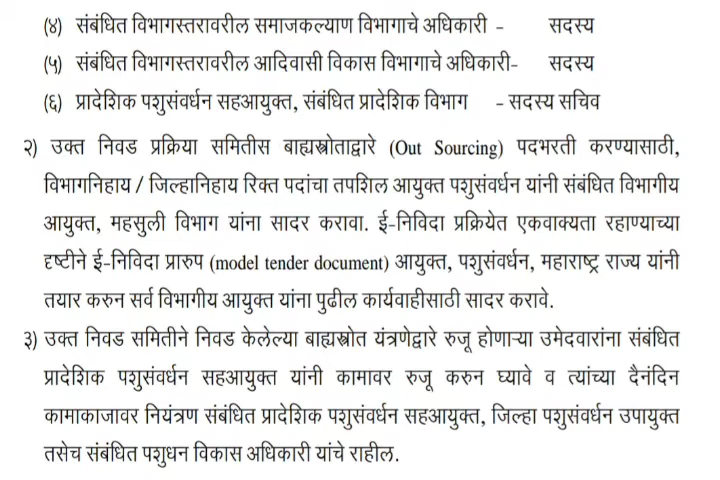 (४) संबंधित विभागस्तरावरील समाजकल्याण विभागाचे अधिकारी - सदस्य
(५) संबंधित विभागस्तरावरील आदिवासी विकास विभागाचे अधिकारी- सदस्य
(६) प्रादेशिक पशुसंवर्धन सहआयुक्त, संबंधित प्रादेशिक विभाग - सदस्य सचिव
२) उक्त निवड प्रक्रिया समितीस बाह्यस्त्रोताद्वारे (Out Sourcing) पदभरती करण्यासाठी,
विभागनिहाय / जिल्हानिहाय रिक्त पदांचा तपशिल आयुक्त पशुसंवर्धन यांनी संबंधित विभागीय
आयुक्त, महसुली विभाग यांना सादर करावा. ई-निविदा प्रक्रियेत एकवाक्यता रहाण्याच्या
दृष्टीने ई-निविदा प्रारुप (model tender document) आयुक्त, पशुसंवर्धन, महाराष्ट्र राज्य यांनी
तयार करुन सर्व विभागीय आयुक्त यांना पुढील कार्यवाहीसाठी सादर करावे.
३) उक्त निवड समितीने निवड केलेल्या बाह्यस्त्रोत यंत्रणेद्वारे रुजू होणाऱ्या उमेदवारांना संबंधित
प्रादेशिक पशुसंवर्धन सहआयुक्त यांनी कामावर रुजू करुन घ्यावे व त्यांच्या दैनंदिन
कामाकाजावर नियंत्रण संबंधित प्रादेशिक पशुसंवर्धन सहआयुक्त, जिल्हा पशुसंवर्धन उपायुक्त
तसेच संबंधित पशुधन विकास अधिकारी यांचे राहील.